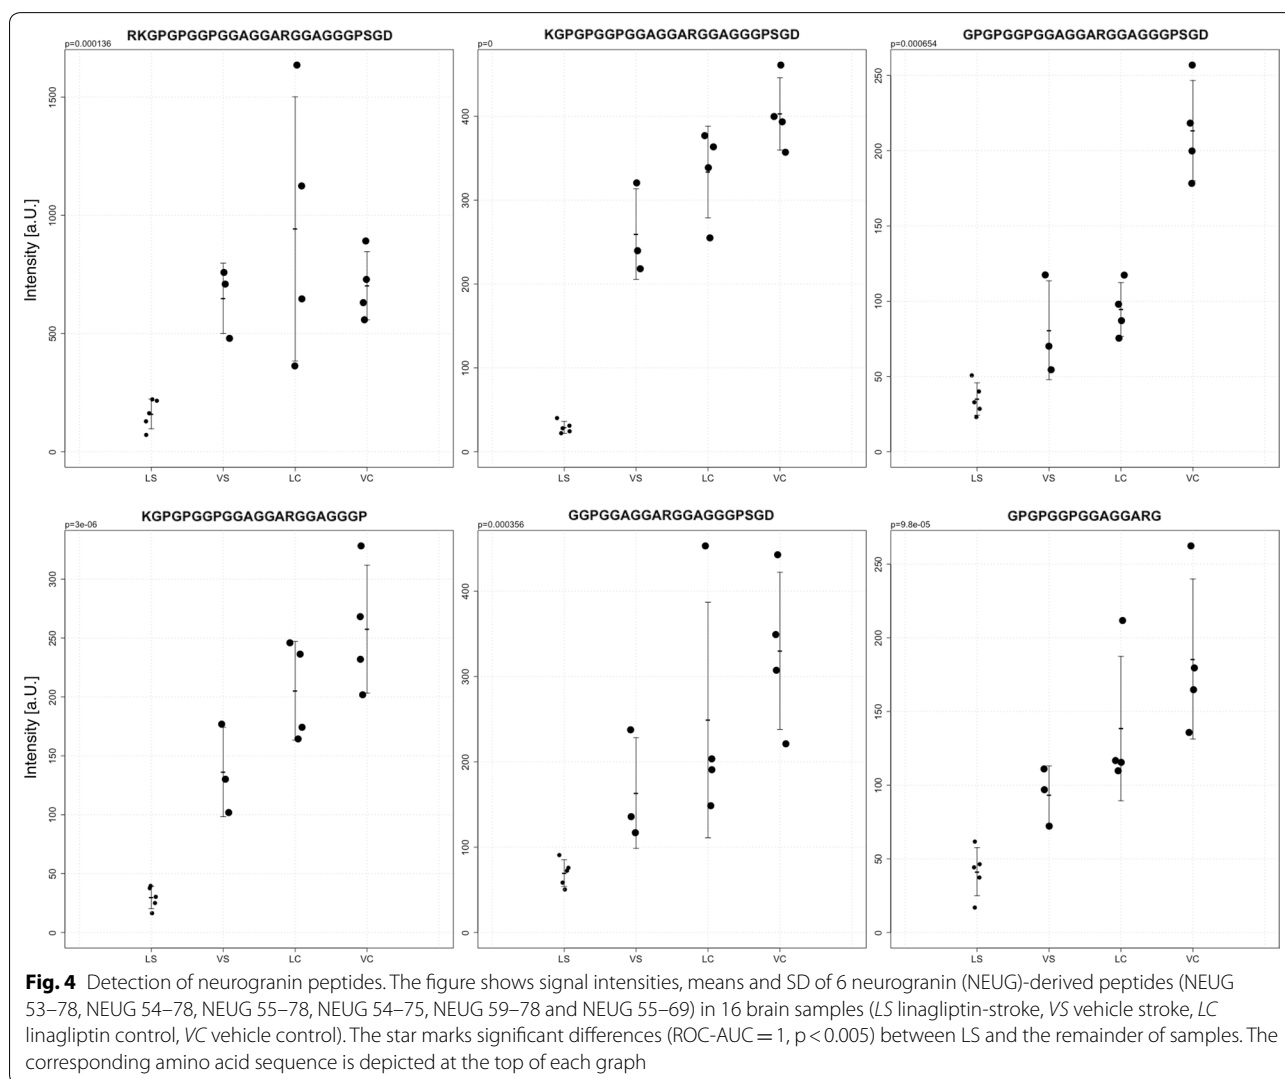 RKGPGPGGPGGAGGARGGAGGGPSGD
p=0.000136
Intensity [a.U.]
0
500
1000
1500
LS
VS
LC
VC
KGPGPGGPGGAGGARGGAGGGPSGD
p=0
0
100
200
300
400
LS
VS
LC
VC
GPGPGGPGGAGGARGGAGGGPSGD
p=0.000654
0
50
100
150
200
250
LS
VS
LC
VC
KGPGPGGPGGAGGARGGAGGGP
p=3e-06
Intensity [a.U.]
0
50
100
150
200
250
300
LS
VS
LC
VC
GGPGGAGGARGGAGGGPSGD
p=0.000356
0
100
200
300
400
LS
VS
LC
VC
GPGPGGPGGAGGARG
p=9.8e-05
0
50
100
150
200
250
LS
VS
LC
VC
Fig. 4 Detection of neurogranin peptides. The figure shows signal intensities, means and SD of 6 neurogranin (NEUG)-derived peptides (NEUG
53–78, NEUG 54–78, NEUG 55–78, NEUG 54–75, NEUG 59–78 and NEUG 55–69) in 16 brain samples (LS linagliptin-stroke, VS vehicle stroke, LC
linagliptin control, VC vehicle control). The star marks significant differences (ROC-AUC = 1, p < 0.005) between LS and the remainder of samples. The
corresponding amino acid sequence is depicted at the top of each graph